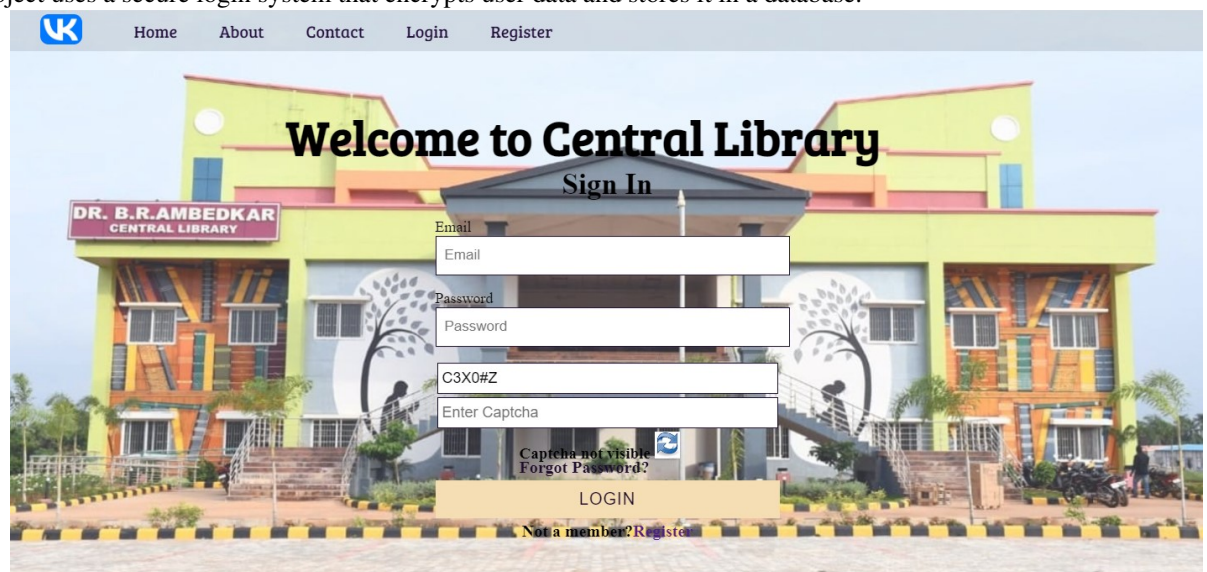 ject uses a secure login system that encrypts user data and stores it in a database.
VK Home About Contact Login Register
Welcome to Central Library
Sign In
DR. B.R.AMBEDKAR
CENTRAL LIBRARY
Email
Email
Password
Password
C3X0#Z
Enter Captcha
Captcha not visible
Forgot Password?
LOGIN
Not a member?Register